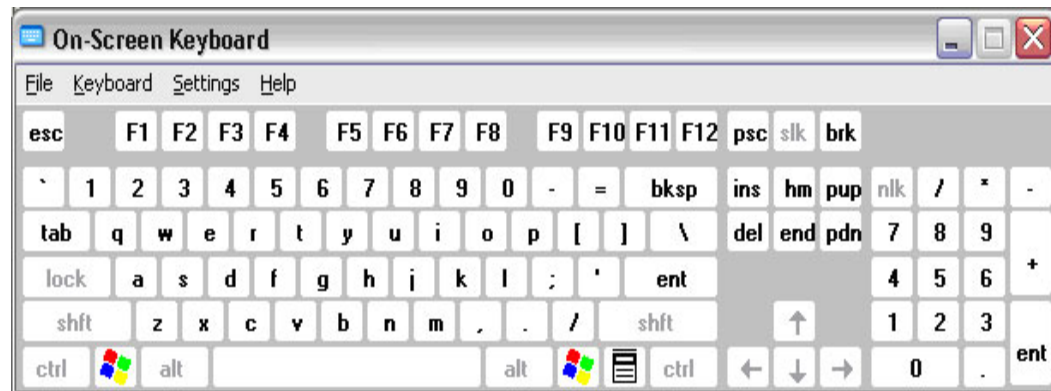 On-Screen Keyboard
File Keyboard Settings Help
esc F1 F2 F3 F4 F5 F6 F7 F8 F9 F10 F11 F12 psc slk brk
` 1 2 3 4 5 6 7 8 9 0 - = bksp ins hm pup nlk / * -
tab q w e r t y u i o p [ ] \ del end pdn 7 8 9
+
lock a s d f g h j k l ; ' ent 4 5 6
shft z x c v b n m , . / shft ↑ 1 2 3
ent
ctrl alt alt ctrl ← ↓ → 0 .